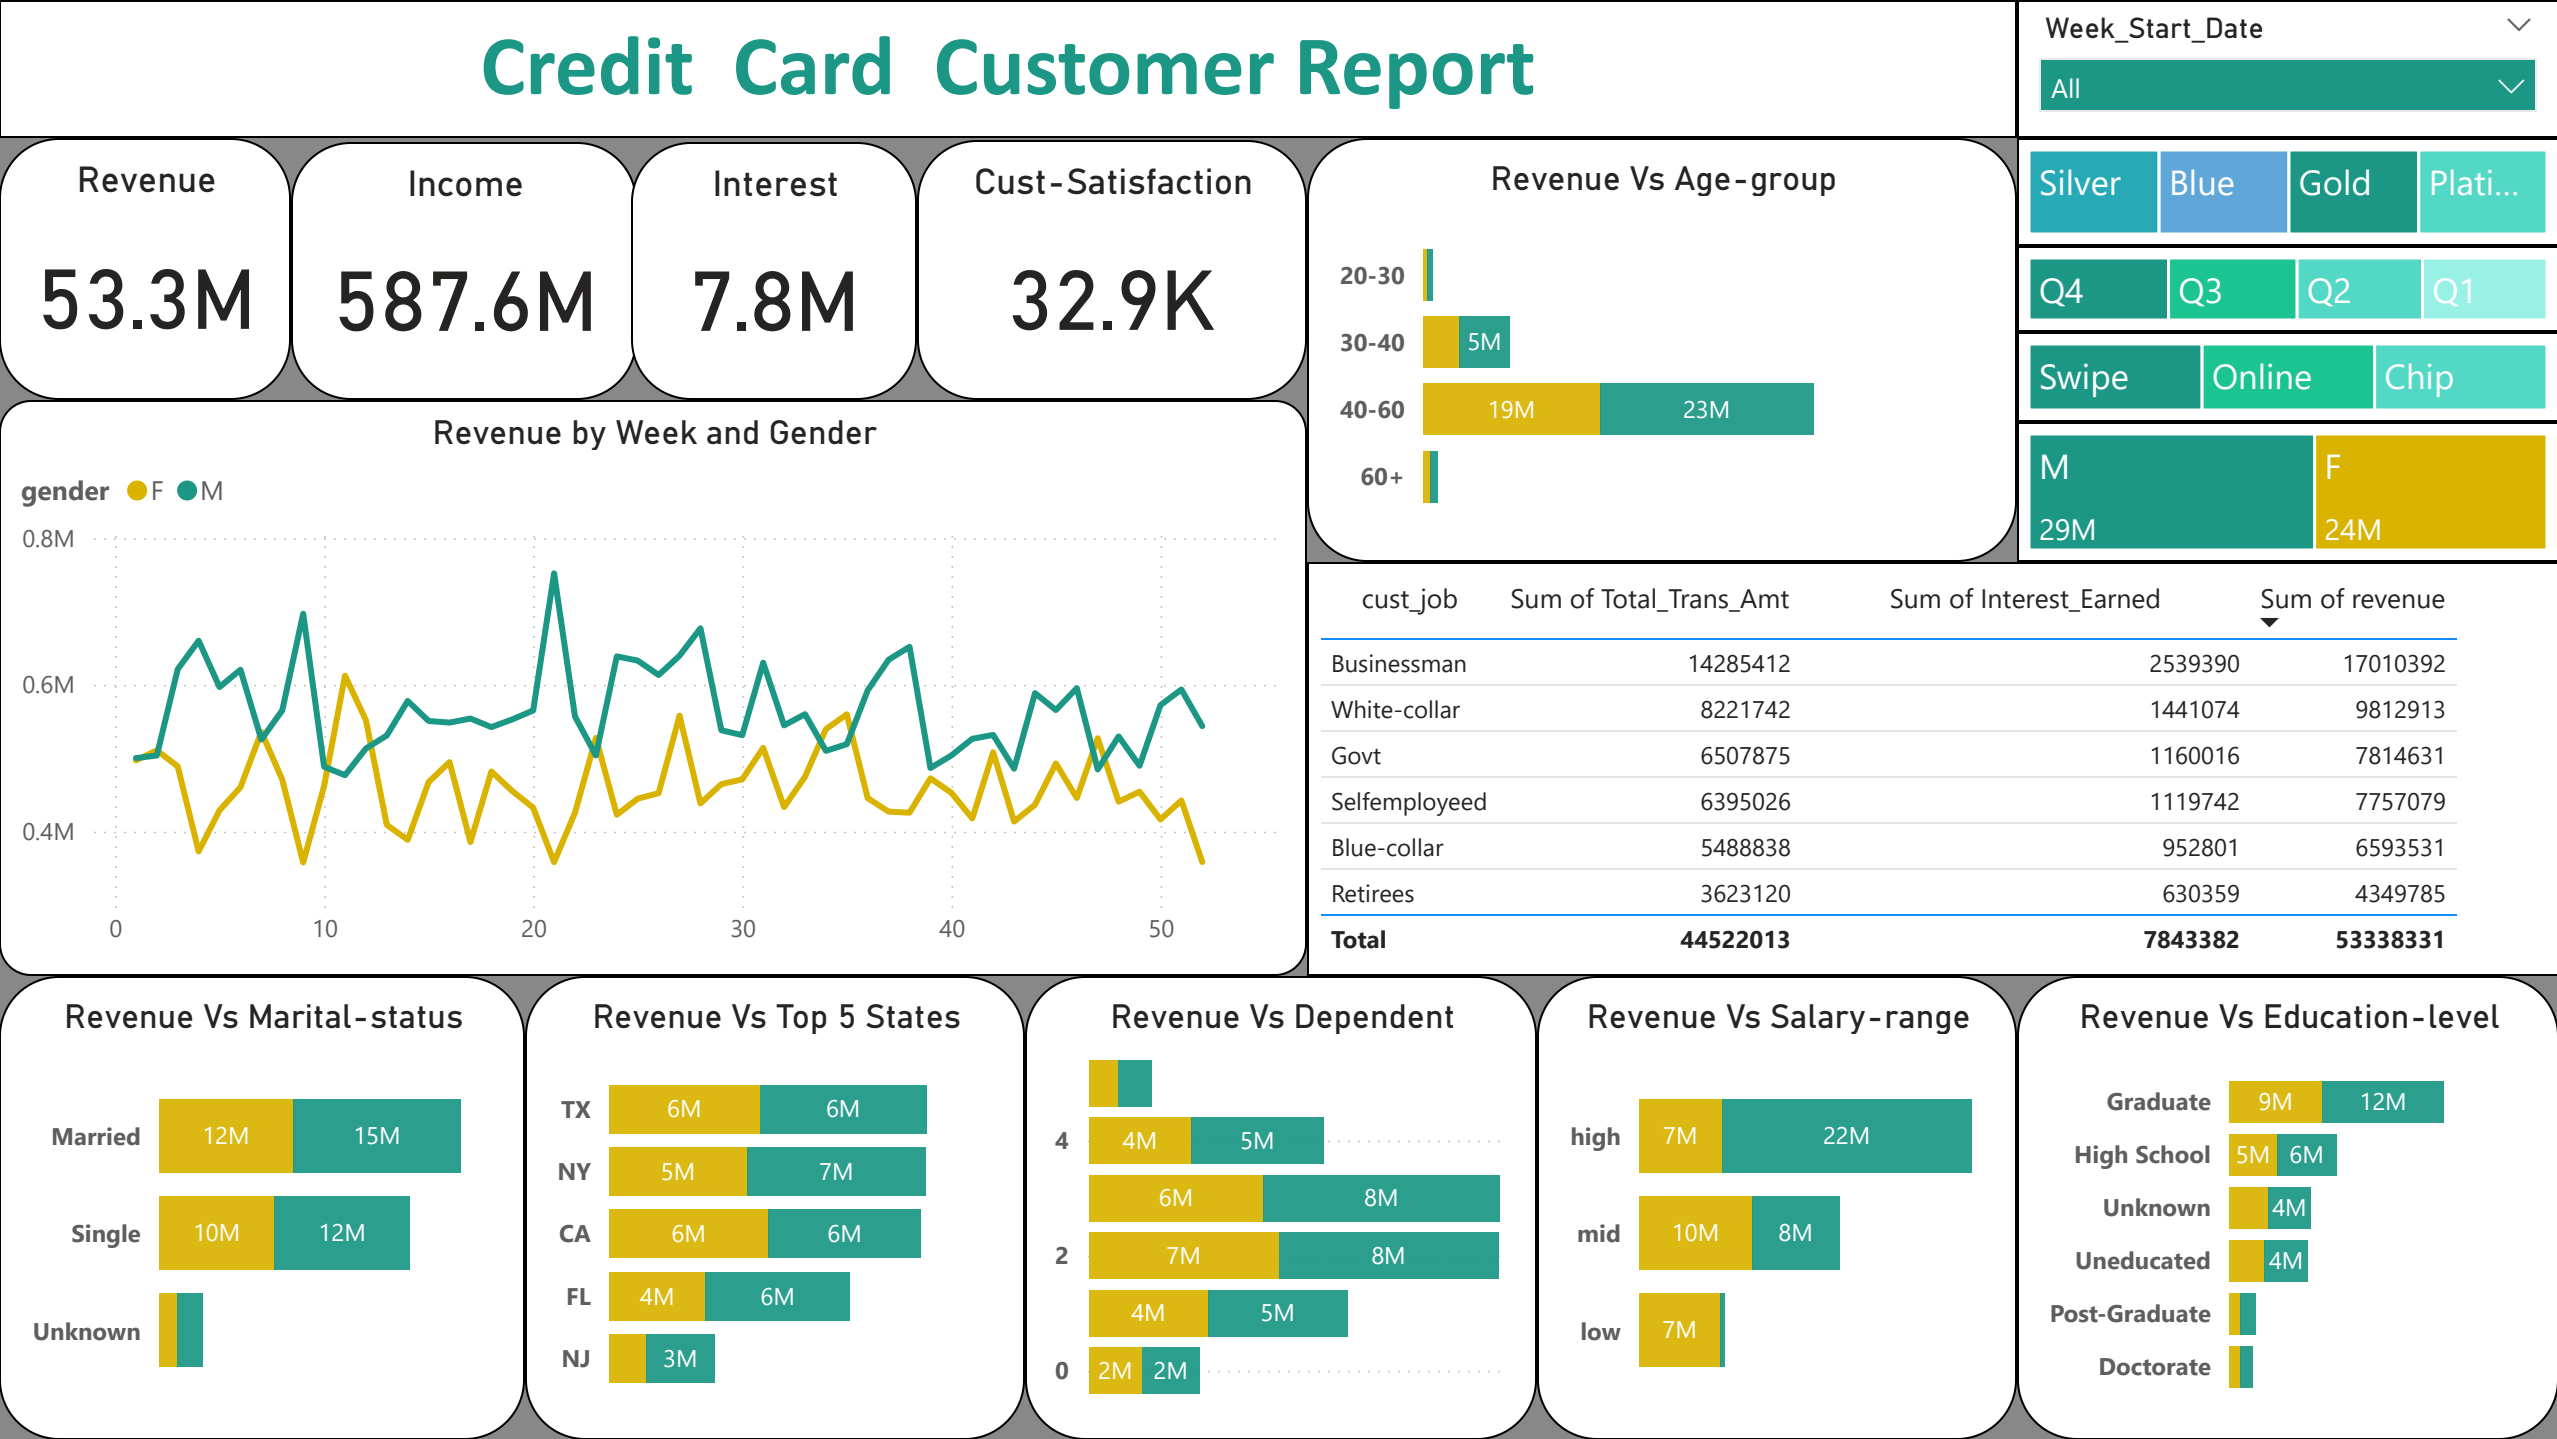 Credit Card Customer Report
Week_Start_Date
All
Revenue
53.3M
Income
587.6M
Interest
7.8M
Cust-Satisfaction
32.9K
Revenue Vs Age-group
20-30
30-40 5M
40-60 19M 23M
60+
Silver Blue Gold Plati...
Q4 Q3 Q2 Q1
Swipe Online Chip
M F
29M 24M
Revenue by Week and Gender
gender F M
0.8M
0.6M
0.4M
0 10 20 30 40 50
cust_job Sum of Total_Trans_Amt Sum of Interest_Earned Sum of revenue
Businessman 14285412 2539390 17010392
White-collar 8221742 1441074 9812913
Govt 6507875 1160016 7814631
Selfemployeed 6395026 1119742 7757079
Blue-collar 5488838 952801 6593531
Retirees 3623120 630359 4349785
Total 44522013 7843382 53338331
Revenue Vs Marital-status
Married 12M 15M
Single 10M 12M
Unknown
Revenue Vs Top 5 States
TX 6M 6M
NY 5M 7M
CA 6M 6M
FL 4M 6M
NJ 3M
Revenue Vs Dependent
4 4M 5M
6M 8M
2 7M 8M
4M 5M
0 2M 2M
Revenue Vs Salary-range
high 7M 22M
mid 10M 8M
low 7M
Revenue Vs Education-level
Graduate 9M 12M
High School 5M 6M
Unknown 4M
Uneducated 4M
Post-Graduate
Doctorate